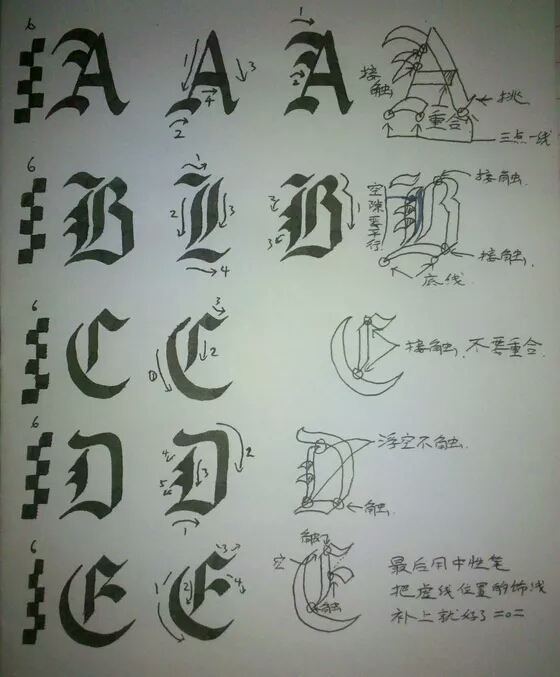 6 A A A
1 2 3 4
1 2
接触
挑
重合
三点一线
6 B L B
1 2 3 4
1 2 3
空隙要平行
接触
接触
底线
6 C C
1 2 3
接触,不要重合
6 D D
1 2 3 4 5
浮空不触
触
6 E E
1 2 3 4
触
空
触
最后用中性笔
把虚线位置的饰线
补上就好了=o=